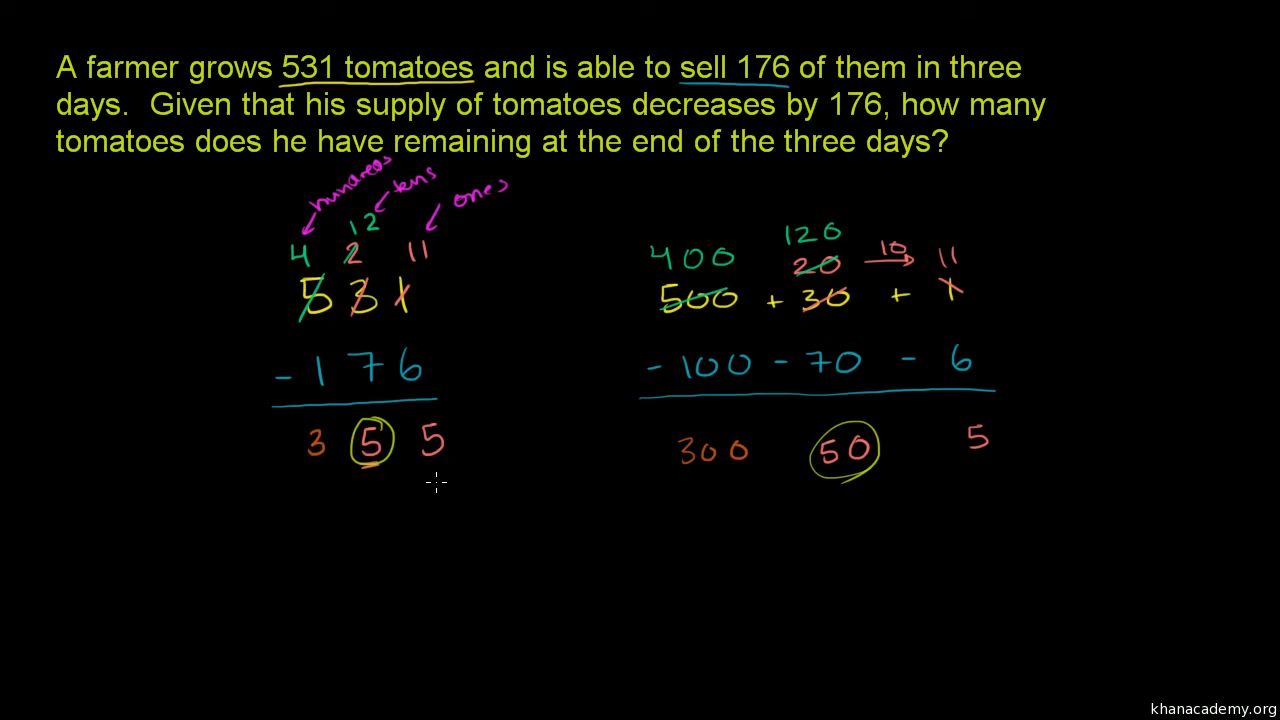 A farmer grows 531 tomatoes and is able to sell 176 of them in three
days. Given that his supply of tomatoes decreases by 176, how many
tomatoes does he have remaining at the end of the three days?
hundreds tens ones
12
4 2 11
5 3 1
- 1 7 6
3 5 5
120
400 20 10 11
500 + 30 + 1
- 100 - 70 - 6
300 50 5
khanacademy.org